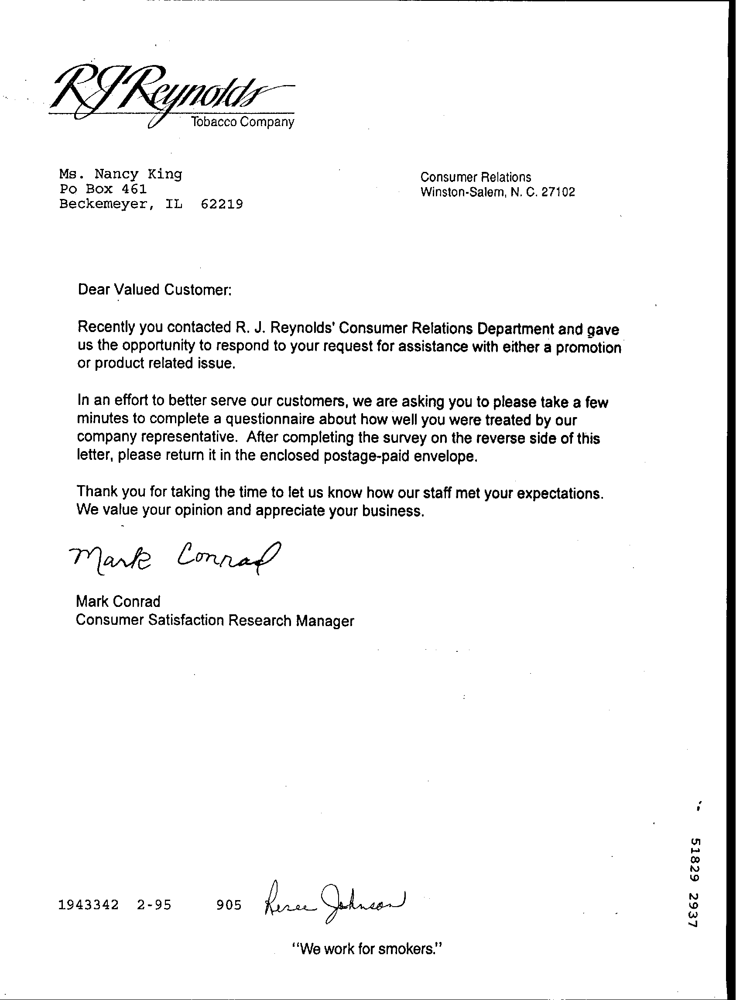 RJReynolds
Tobacco Company
Ms. Nancy King
Po Box 461
Beckemeyer, IL 62219
Consumer Relations
Winston-Salem, N. C. 27102
Dear Valued Customer:
Recently you contacted R. J. Reynolds' Consumer Relations Department and gave
us the opportunity to respond to your request for assistance with either a promotion
or product related issue.
In an effort to better serve our customers, we are asking you to please take a few
minutes to complete a questionnaire about how well you were treated by our
company representative. After completing the survey on the reverse side of this
letter, please return it in the enclosed postage-paid envelope.
Thank you for taking the time to let us know how our staff met your expectations.
We value your opinion and appreciate your business.
Mark Conrad
Mark Conrad
Consumer Satisfaction Research Manager
51829 2937
1943342 2-95 905 Renee Johnson
"We work for smokers."